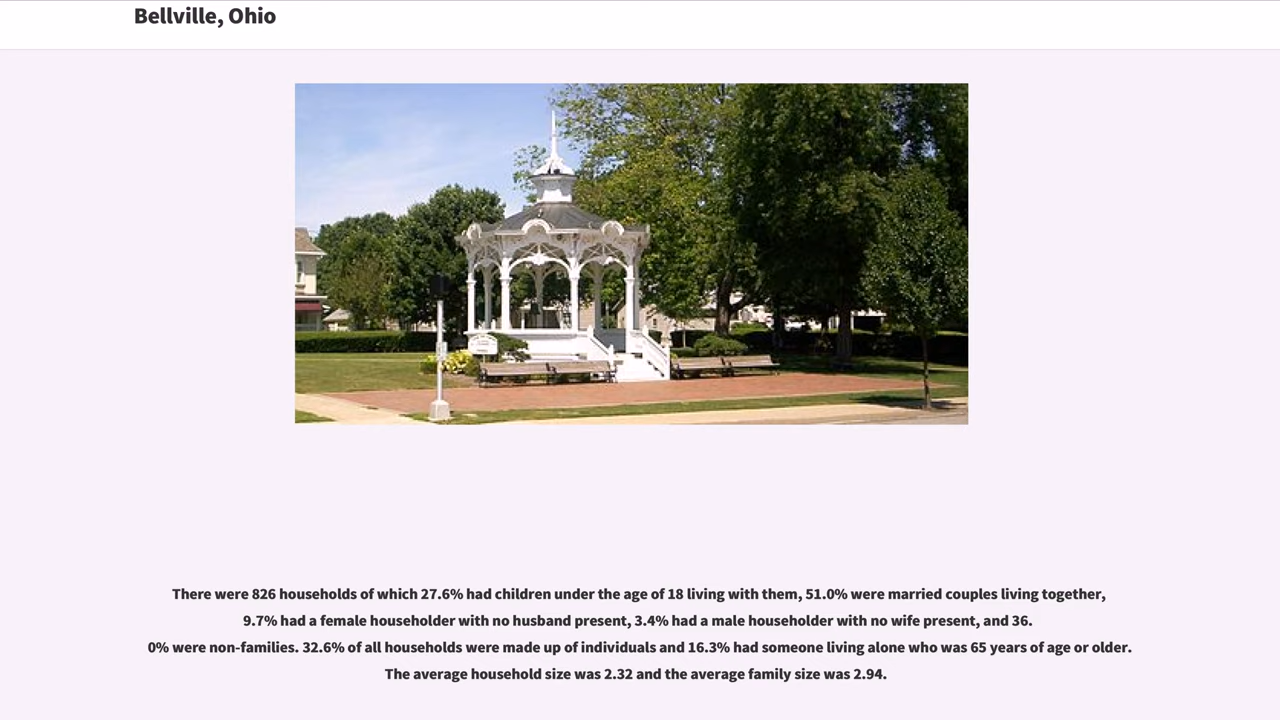 Bellville, Ohio
There were 826 households of which 27.6% had children under the age of 18 living with them, 51.0% were married couples living together,
9.7% had a female householder with no husband present, 3.4% had a male householder with no wife present, and 36.
0% were non-families. 32.6% of all households were made up of individuals and 16.3% had someone living alone who was 65 years of age or older.
The average household size was 2.32 and the average family size was 2.94.